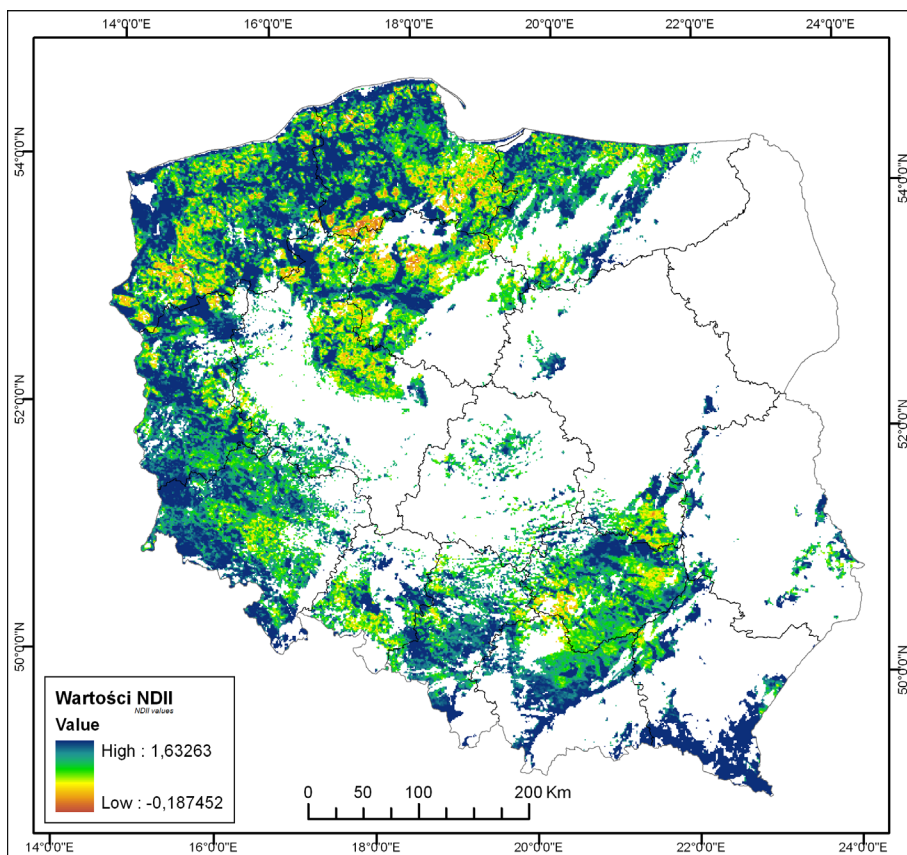 14°0'0"E 16°0'0"E 18°0'0"E 20°0'0"E 22°0'0"E 24°0'0"E
54°0'0"N
54°0'0"N
52°0'0"N
52°0'0"N
50°0'0"N
50°0'0"N
Wartości NDII
NDII values
Value
High : 1,63263
Low : -0,187452
0 50 100 200 Km
14°0'0"E 16°0'0"E 18°0'0"E 20°0'0"E 22°0'0"E 24°0'0"E